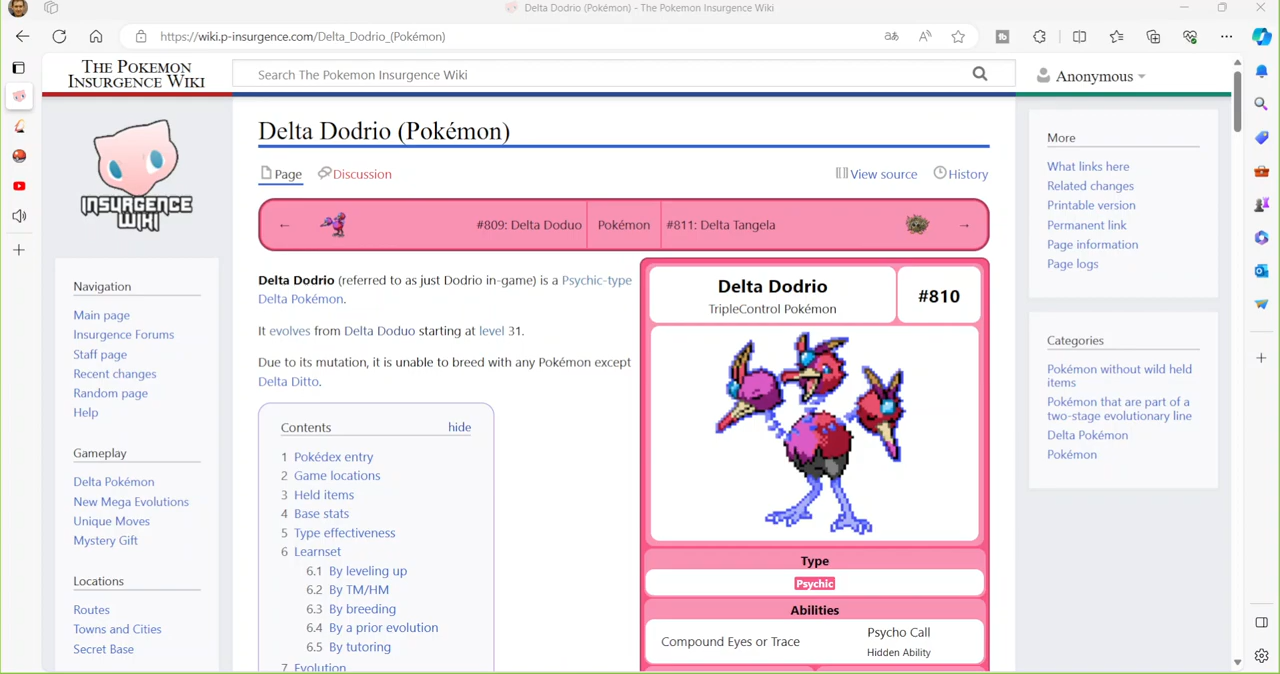 Delta Dodrio (Pokémon) - The Pokemon Insurgence Wiki
https://wiki.p-insurgence.com/Delta_Dodrio_(Pokémon)
THE POKEMON
INSURGENCE WIKI
Search The Pokemon Insurgence Wiki
Anonymous
INSURGENCE
WIKI
Navigation
Main page
Insurgence Forums
Staff page
Recent changes
Random page
Help
Gameplay
Delta Pokémon
New Mega Evolutions
Unique Moves
Mystery Gift
Locations
Routes
Towns and Cities
Secret Base
Delta Dodrio (Pokémon)
Page Discussion View source History
← #809: Delta Doduo Pokémon #811: Delta Tangela →
Delta Dodrio (referred to as just Dodrio in-game) is a Psychic-type
Delta Pokémon.
It evolves from Delta Doduo starting at level 31.
Due to its mutation, it is unable to breed with any Pokémon except
Delta Ditto.
Contents hide
1 Pokédex entry
2 Game locations
3 Held items
4 Base stats
5 Type effectiveness
6 Learnset
6.1 By leveling up
6.2 By TM/HM
6.3 By breeding
6.4 By a prior evolution
6.5 By tutoring
7 Evolution
Delta Dodrio
TripleControl Pokémon
#810
Type
Psychic
Abilities
Compound Eyes or Trace
Psycho Call
Hidden Ability
More
What links here
Related changes
Printable version
Permanent link
Page information
Page logs
Categories
Pokémon without wild held
items
Pokémon that are part of a
two-stage evolutionary line
Delta Pokémon
Pokémon